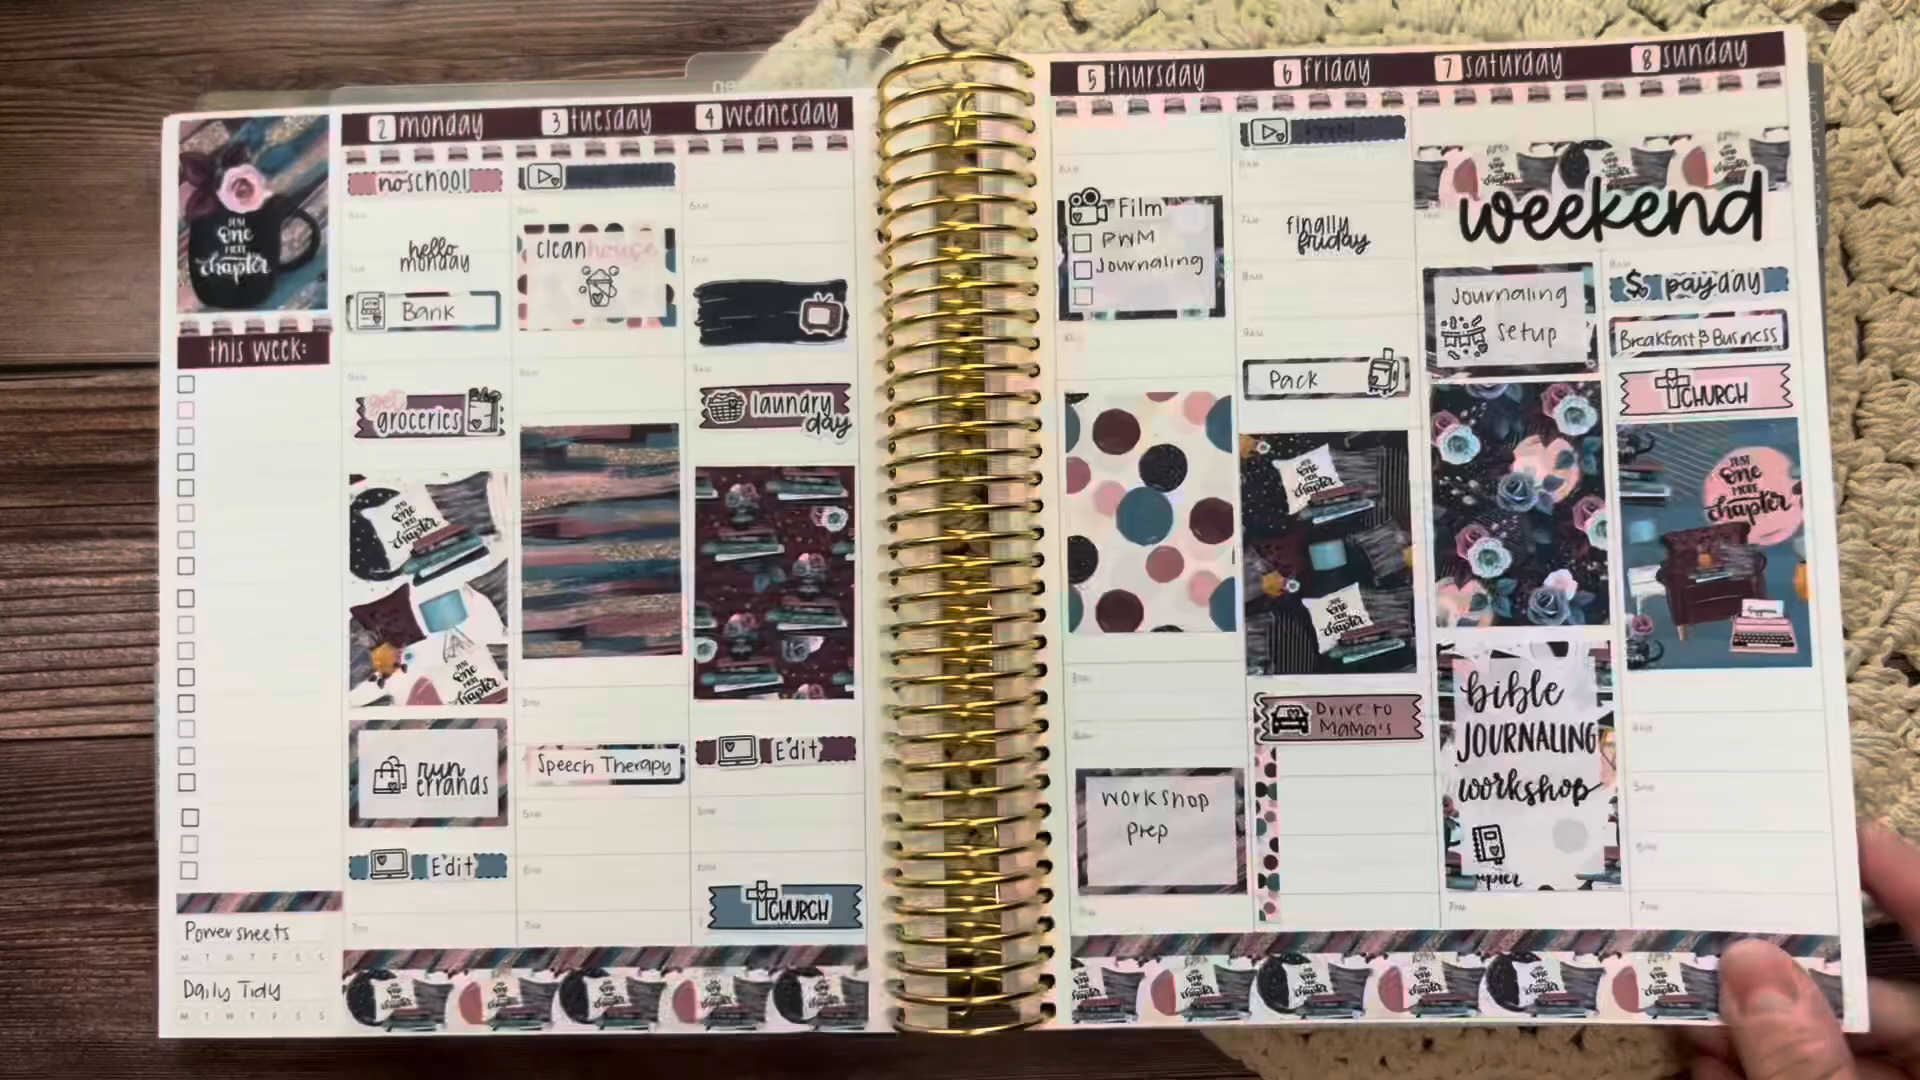 2 monday
3 tuesday
4 wednesday
5 thursday
6 friday
7 saturday
8 sunday
JUST
one
MORE
chapter
this week:
Powersheets
M T W T F S S
Daily Tidy
M T W T F S S
no school
hello
monday
Bank
get
groceries
JUST
one
MORE
chapter
run
errands
Edit
clean house
Speech Therapy
laundry
day
Edit
CHURCH
Film
PWM
Journaling
workshop
prep
finally
friday
Pack
JUST
one
MORE
chapter
Drive to
Mama's
weekend
Journaling
setup
bible
JOURNALING
workshop
payday
Breakfast & Business
CHURCH
JUST
one
MORE
chapter